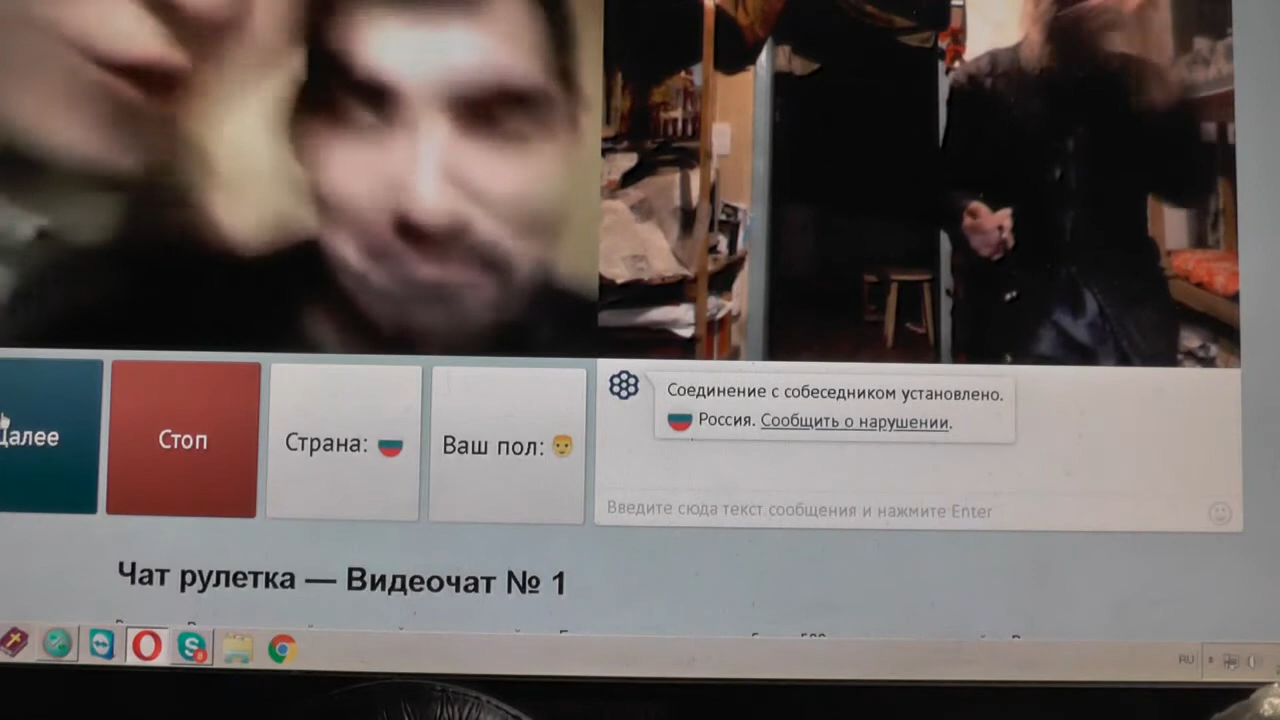 Далее
Стоп
Страна:
Ваш пол:
Соединение с собеседником установлено.
Россия. Сообщить о нарушении.
Введите сюда текст сообщения и нажмите Enter
Чат рулетка — Видеочат № 1
RU